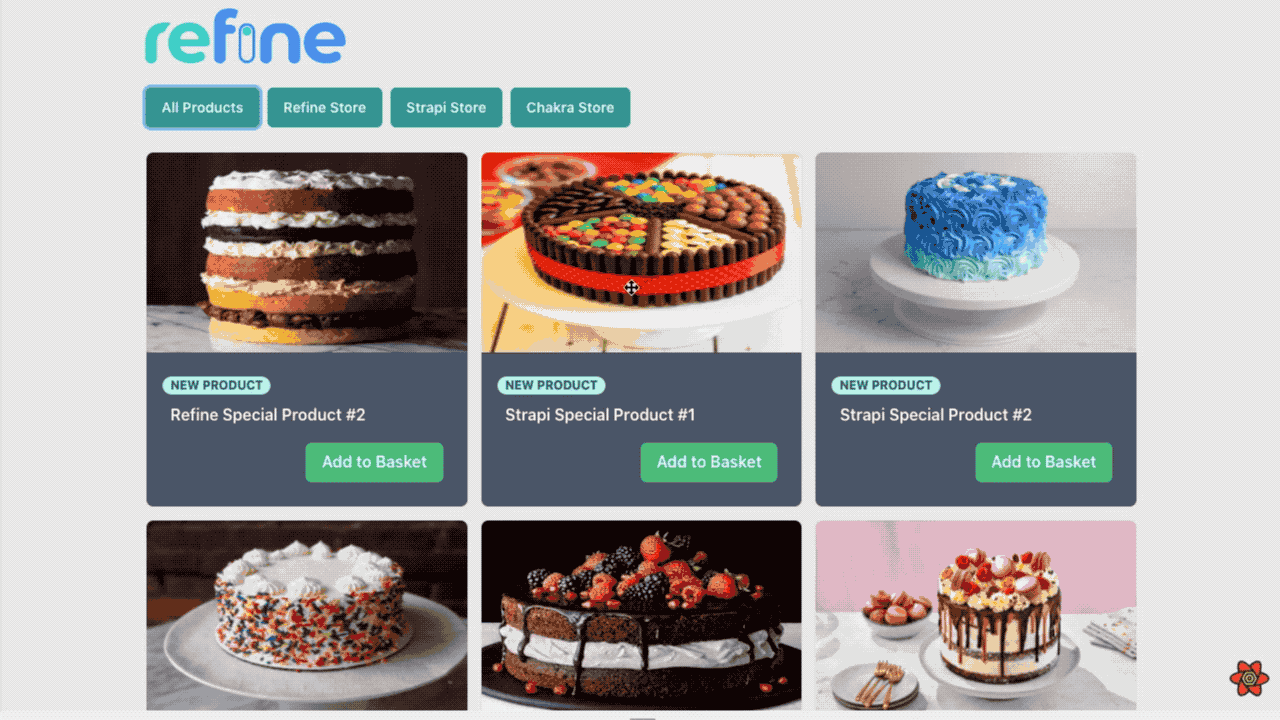 refine
All Products
Refine Store
Strapi Store
Chakra Store
NEW PRODUCT
Refine Special Product #2
Add to Basket
NEW PRODUCT
Strapi Special Product #1
Add to Basket
NEW PRODUCT
Strapi Special Product #2
Add to Basket